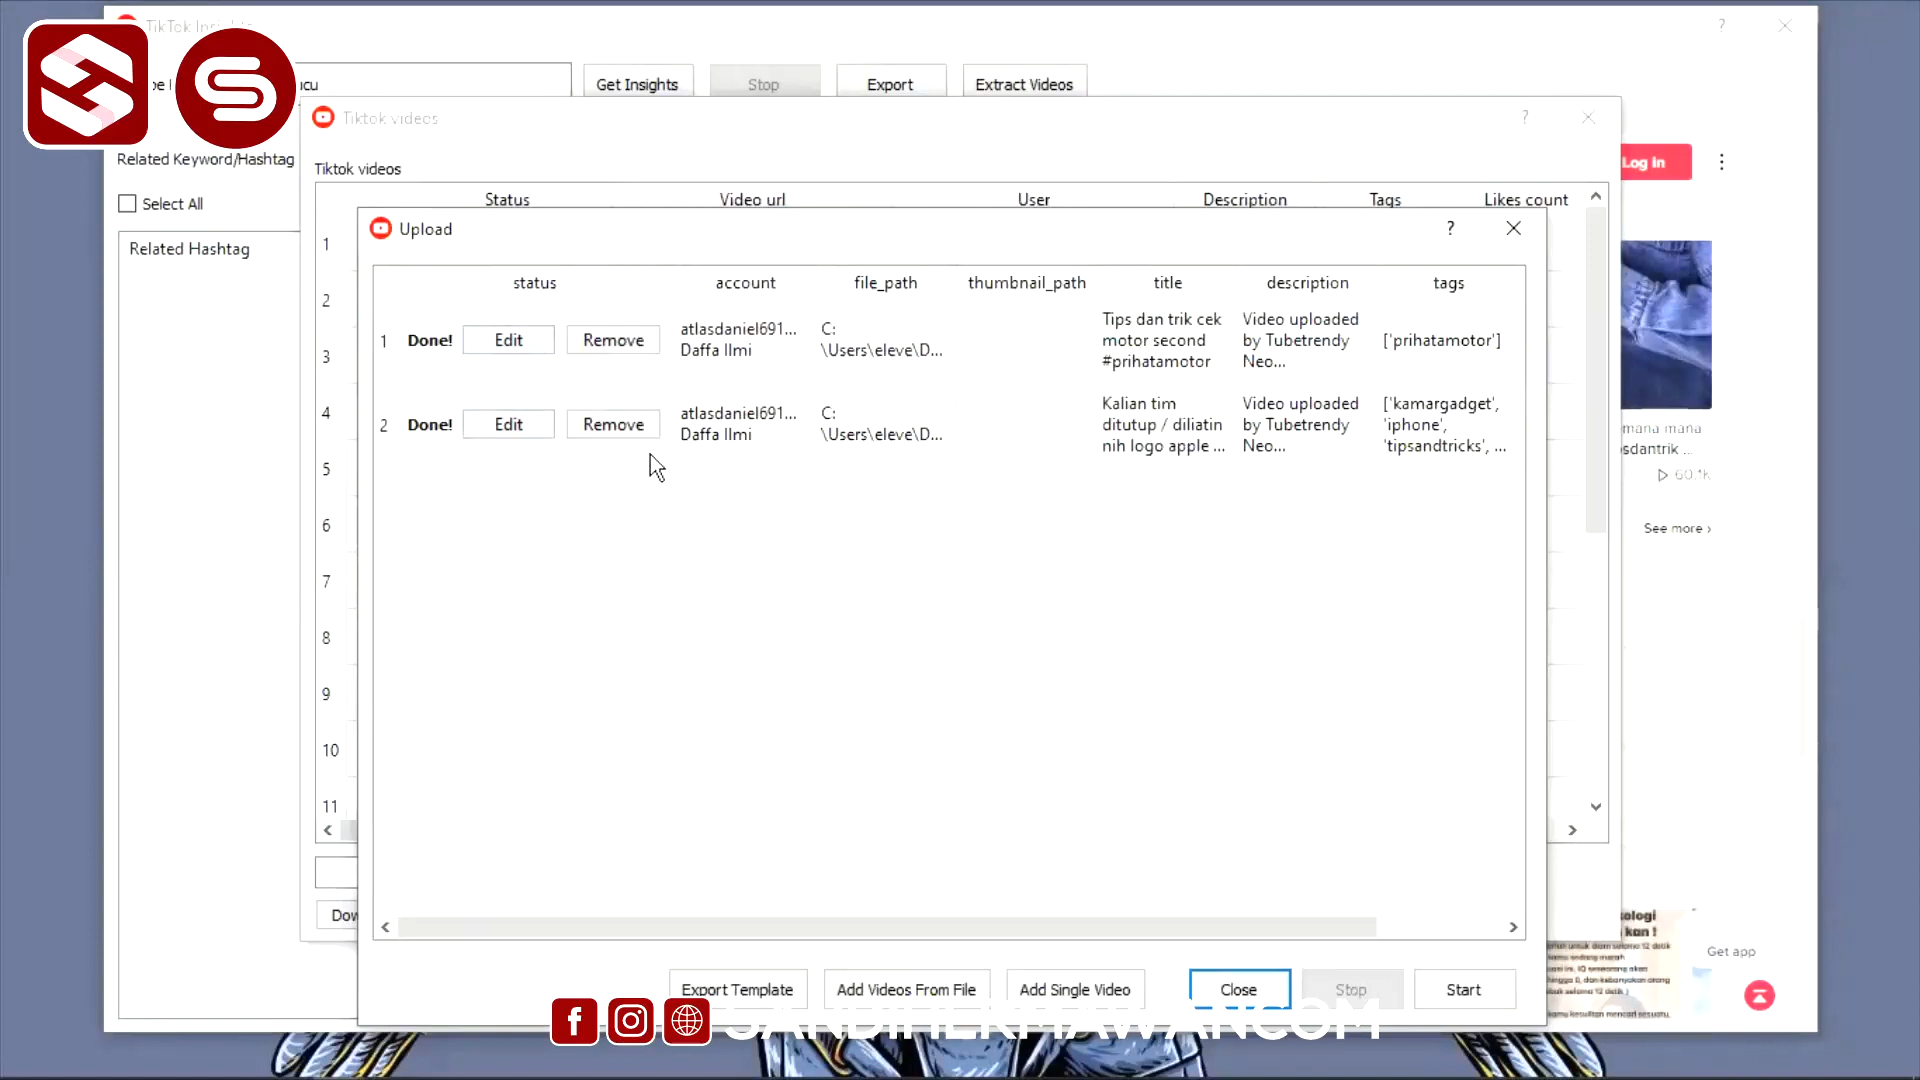 TikTok
ucu
Get Insights
Stop
Export
Extract Videos
Tiktok videos
Related Keyword/Hashtag
Tiktok videos
Log in
Select All
Status
Video url
User
Description
Tags
Likes count
Related Hashtag
Upload
status
account
file_path
thumbnail_path
title
description
tags
1
2
3
4
5
6
7
8
9
10
11
1
Done!
Edit
Remove
atlasdaniel691...
Daffa Ilmi
C:
\Users\eleve\D...
Tips dan trik cek
motor second
#prihatamotor
Video uploaded
by Tubetrendy
Neo...
['prihatamotor']
2
Done!
Edit
Remove
atlasdaniel691...
Daffa Ilmi
C:
\Users\eleve\D...
Kalian tim
ditutup / diliatin
nih logo apple ...
Video uploaded
by Tubetrendy
Neo...
['kamargadget',
'iphone',
'tipsandtricks', ...
mana mana
sdantrik ...
60.1K
See more ›
Dow
ologi
kan !
Get app
Export Template
Add Videos From File
Add Single Video
Close
Stop
Start
SANDIHERMAWANCOM